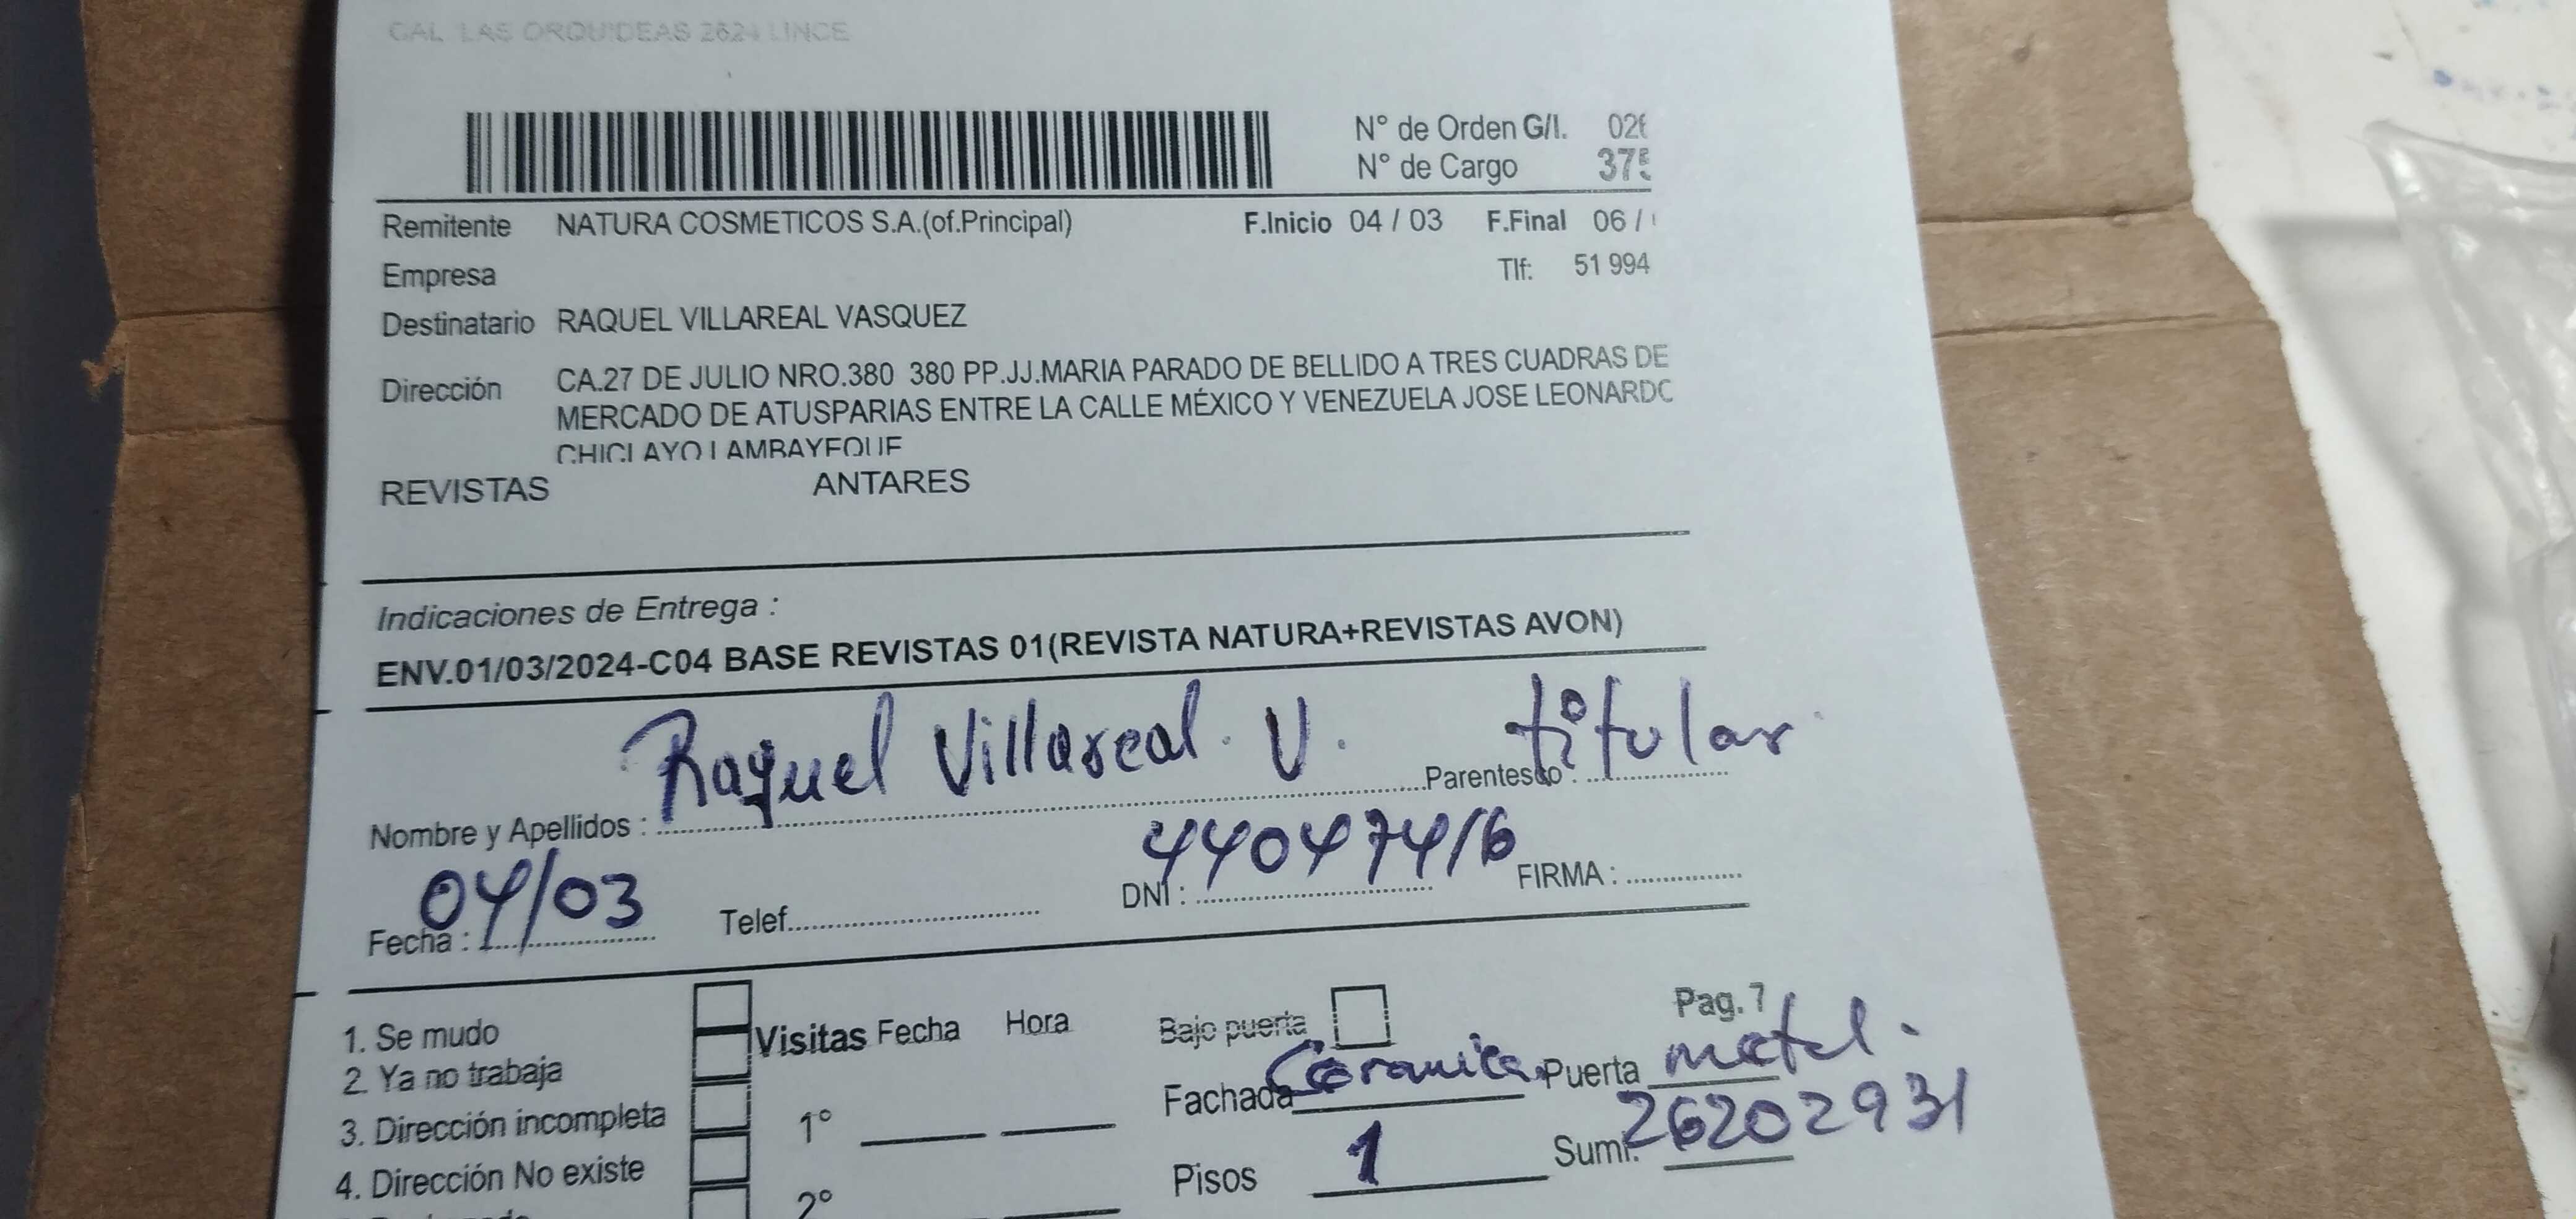 CAL LAS ORQUIDEAS 2624 LINCE
N° de Orden G/I. 026
N° de Cargo 375
Remitente NATURA COSMETICOS S.A.(of.Principal) F.Inicio 04 / 03 F.Final 06 /
Empresa Tlf: 51 994
Destinatario RAQUEL VILLAREAL VASQUEZ
Dirección CA.27 DE JULIO NRO.380 380 PP.JJ.MARIA PARADO DE BELLIDO A TRES CUADRAS DE
MERCADO DE ATUSPARIAS ENTRE LA CALLE MÉXICO Y VENEZUELA JOSE LEONARDO
CHICLAYO LAMBAYEQUE
REVISTAS ANTARES
Indicaciones de Entrega :
ENV.01/03/2024-C04 BASE REVISTAS 01(REVISTA NATURA+REVISTAS AVON)
Nombre y Apellidos : Raquel Villareal. V. Parentesco : titular
Fecha : 04/03 Telef. DNI : 44047416 FIRMA :
Pag. 7
1. Se mudo Visitas Fecha Hora Bajo puerta
2. Ya no trabaja Fachada Ceramica Puerta metal.
3. Dirección incompleta 1°
4. Dirección No existe 2° Pisos 1 Sumi. 26202931